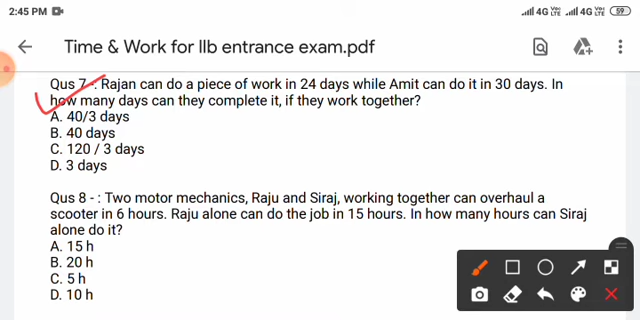 2:45 PM
4G Voi LTE 4G Voi LTE 59
Time & Work for llb entrance exam.pdf
Qus 7 - : Rajan can do a piece of work in 24 days while Amit can do it in 30 days. In
how many days can they complete it, if they work together?
A. 40/3 days
B. 40 days
C. 120 / 3 days
D. 3 days
Qus 8 - : Two motor mechanics, Raju and Siraj, working together can overhaul a
scooter in 6 hours. Raju alone can do the job in 15 hours. In how many hours can Siraj
alone do it?
A. 15 h
B. 20 h
C. 5 h
D. 10 h